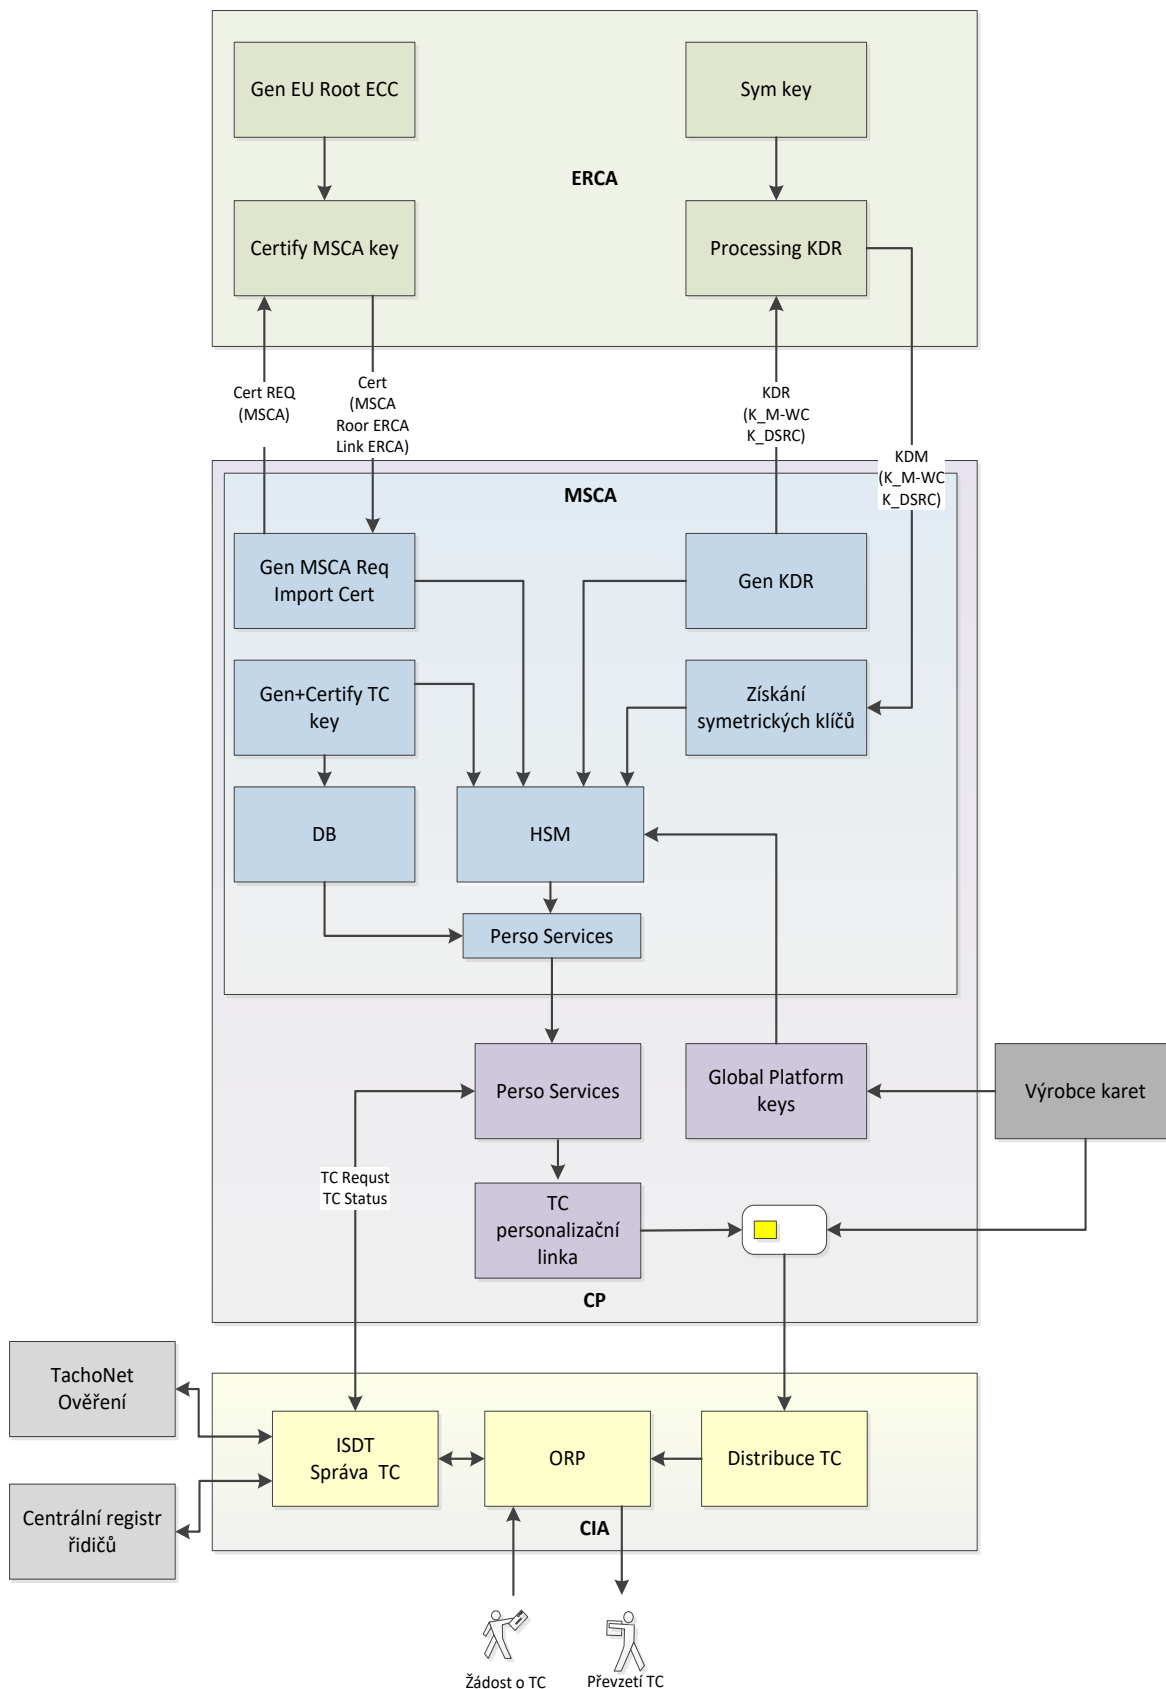 Gen EU Root ECC
Sym key
ERCA
Certify MSCA key
Processing KDR
Cert REQ
(MSCA)
Cert
(MSCA
Roor ERCA
Link ERCA)
KDR
(K_M-WC
K_DSRC)
KDM
(K_M-WC
K_DSRC)
MSCA
Gen MSCA Req
Import Cert
Gen KDR
Gen+Certify TC
key
Získání
symetrických klíčů
DB
HSM
Perso Services
Perso Services
Global Platform
keys
Výrobce karet
TC Requst
TC Status
TC
personalizační
linka
CP
TachoNet
Ověření
ISDT
Správa  TC
ORP
Distribuce TC
Centrální registr
řidičů
CIA
Žádost o TC
Převzetí TC